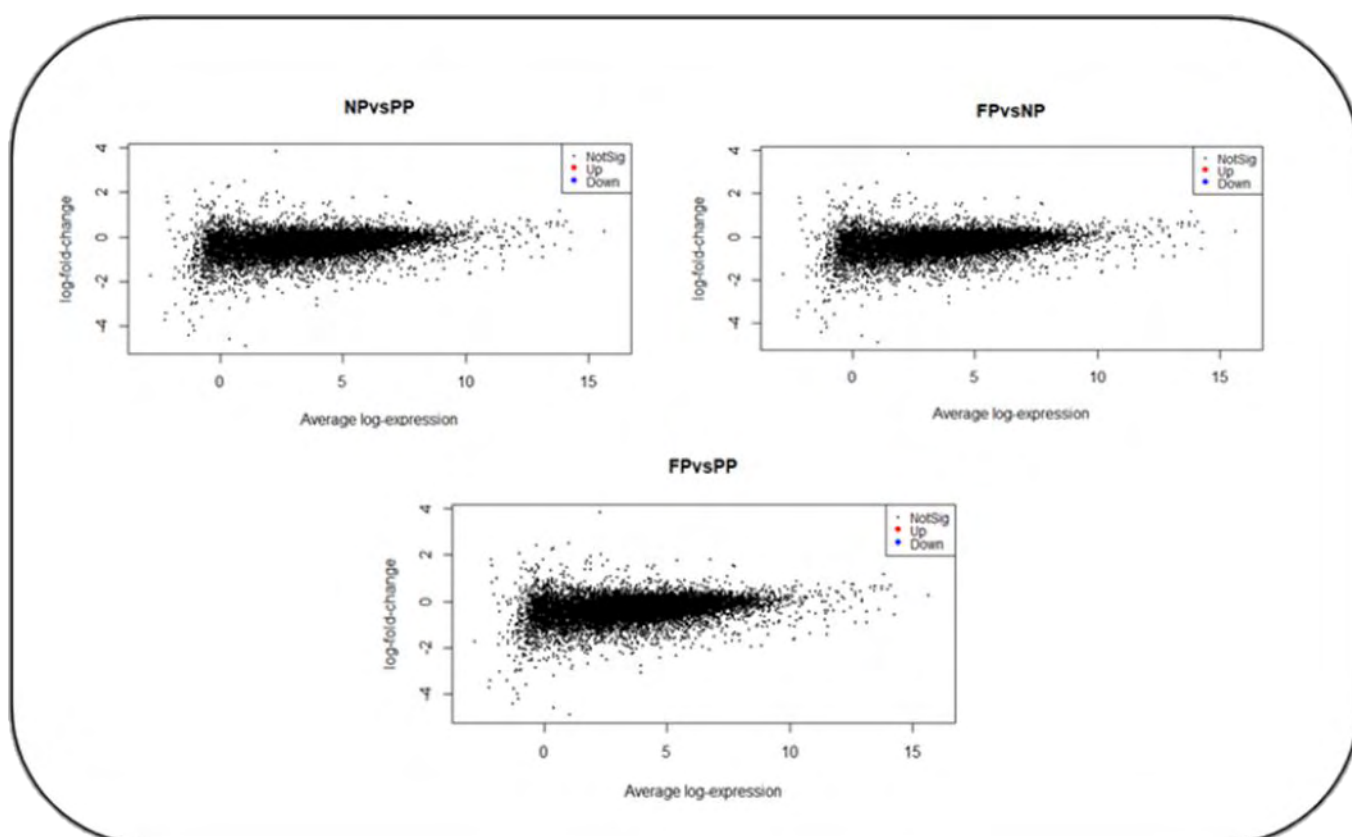 NPvsPP
4
2
0
-2
-4
log-fold-change
NotSig
Up
Down
0 5 10 15
Average log-expression
FPvsNP
4
2
0
-2
-4
log-fold-change
NotSig
Up
Down
0 5 10 15
Average log-expression
FPvsPP
4
2
0
-2
-4
log-fold-change
NotSig
Up
Down
0 5 10 15
Average log-expression